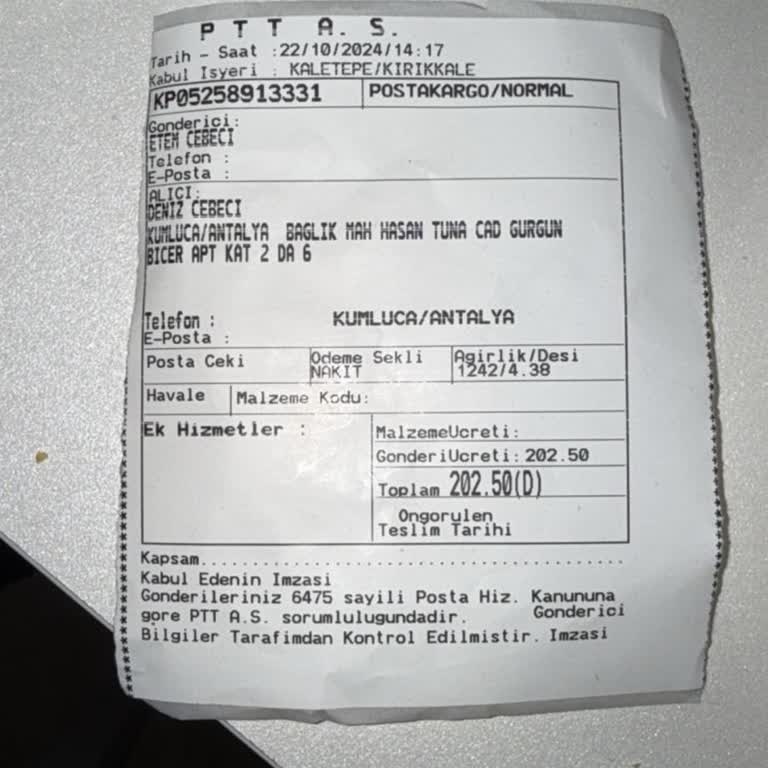 P T T A. S.
Tarih - Saat :22/10/2024/14:17
Kabul Isyeri : KALETEPE/KIRIKKALE
KP05258913331 POSTAKARGO/NORMAL
Gonderici:
ETEM CEBECI
Telefon :
E-Posta :
ALICI:
DENIZ CEBECI
KUMLUCA/ANTALYA BAGLIK MAH HASAN TUNA CAD GURGUN
BICER APT KAT 2 DA 6
Telefon : KUMLUCA/ANTALYA
E-Posta :
Posta Ceki Odeme Sekli Agirlik/Desi
NAKIT 1242/4.38
Havale Malzeme Kodu:
Ek Hizmetler : MalzemeUcreti:
GonderiUcreti: 202.50
Toplam 202.50(D)
Ongorulen
Teslim Tarihi
Kapsam..........................................
Kabul Edenin Imzasi
Gonderileriniz 6475 sayili Posta Hiz. Kanununa
gore PTT A.S. sorumlulugundadir. Gonderici
Bilgiler Tarafimdan Kontrol Edilmistir. Imzasi